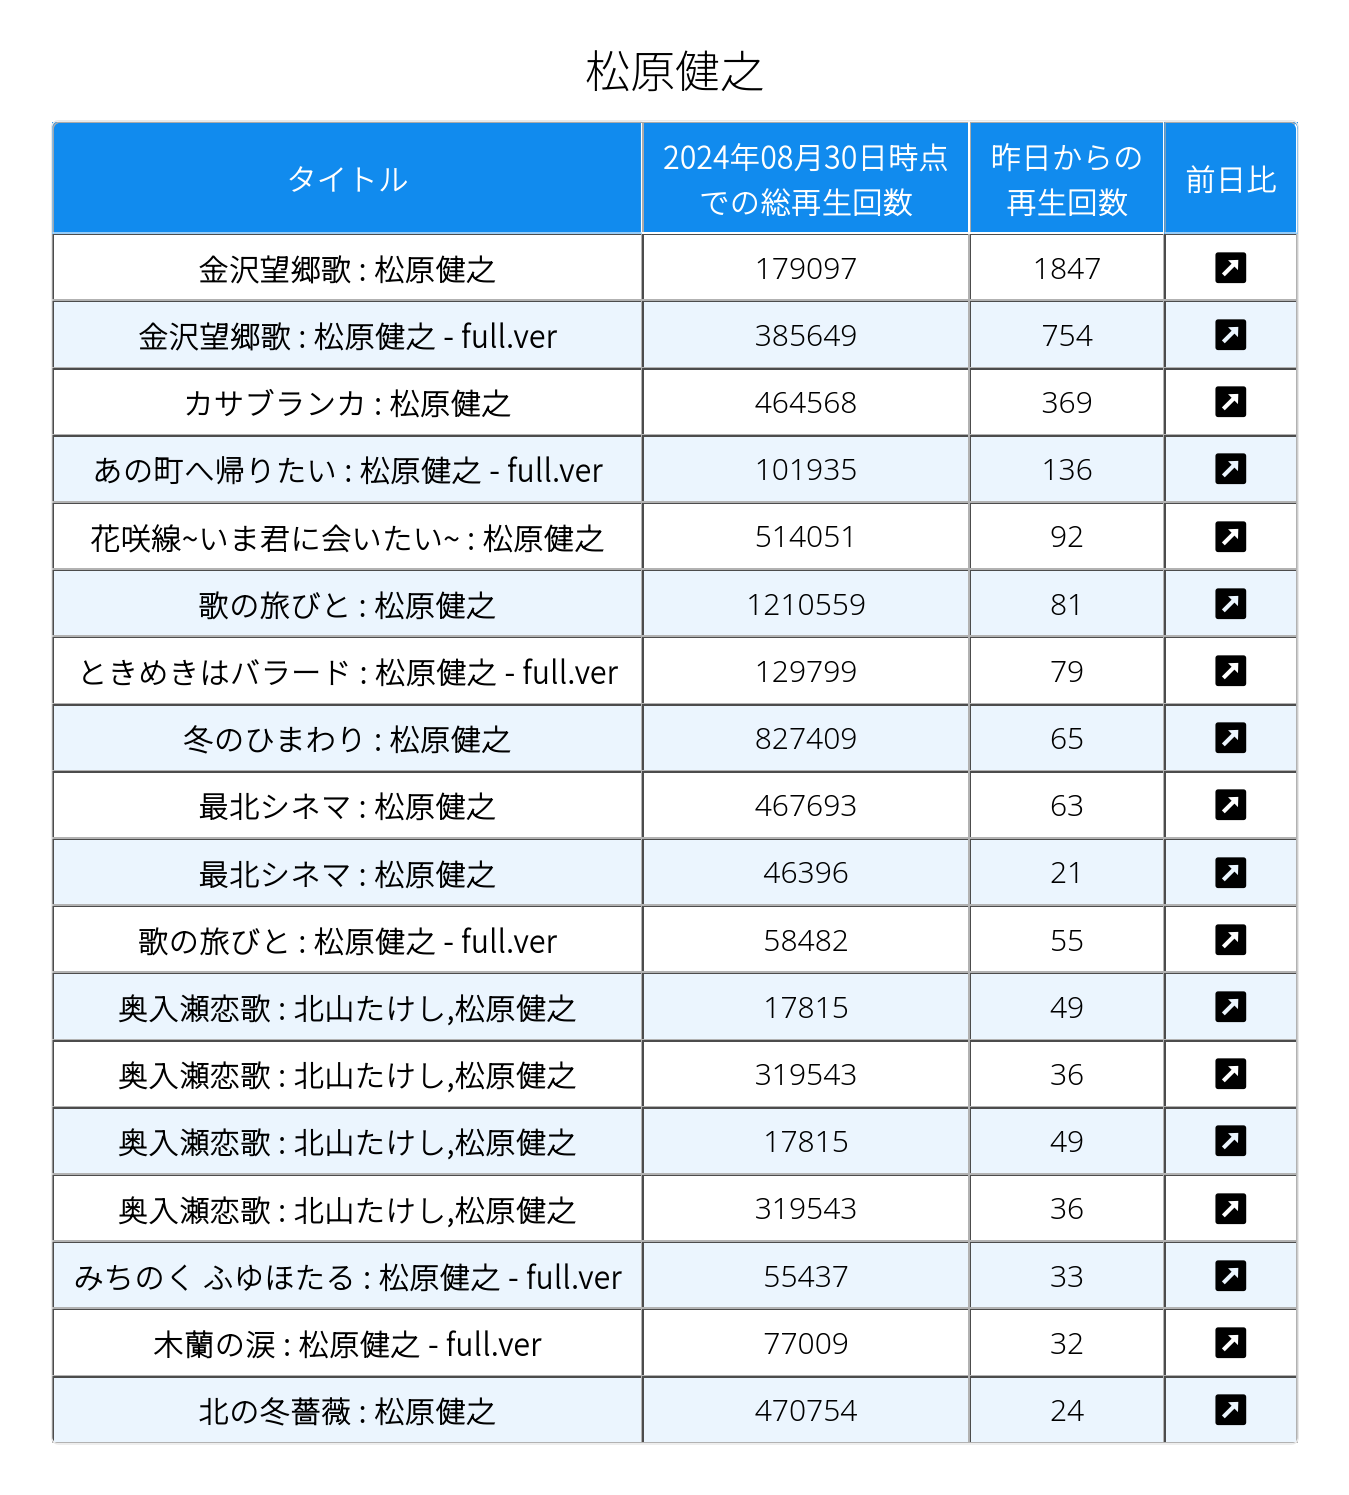 松原健之
タイトル 2024年08月30日時点での総再生回数 昨日からの再生回数 前日比
金沢望郷歌 : 松原健之 179097 1847
金沢望郷歌 : 松原健之 - full.ver 385649 754
カサブランカ : 松原健之 464568 369
あの町へ帰りたい : 松原健之 - full.ver 101935 136
花咲線~いま君に会いたい~ : 松原健之 514051 92
歌の旅びと : 松原健之 1210559 81
ときめきはバラード : 松原健之 - full.ver 129799 79
冬のひまわり : 松原健之 827409 65
最北シネマ : 松原健之 467693 63
最北シネマ : 松原健之 46396 21
歌の旅びと : 松原健之 - full.ver 58482 55
奥入瀬恋歌 : 北山たけし,松原健之 17815 49
奥入瀬恋歌 : 北山たけし,松原健之 319543 36
奥入瀬恋歌 : 北山たけし,松原健之 17815 49
奥入瀬恋歌 : 北山たけし,松原健之 319543 36
みちのく ふゆほたる : 松原健之 - full.ver 55437 33
木蘭の涙 : 松原健之 - full.ver 77009 32
北の冬薔薇 : 松原健之 470754 24